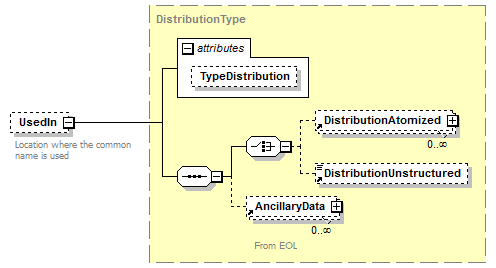 DistributionType
attributes
TypeDistribution
UsedIn
Location where the common
name is used
DistributionAtomized
0..∞
DistributionUnstructured
AncillaryData
0..∞
From EOL